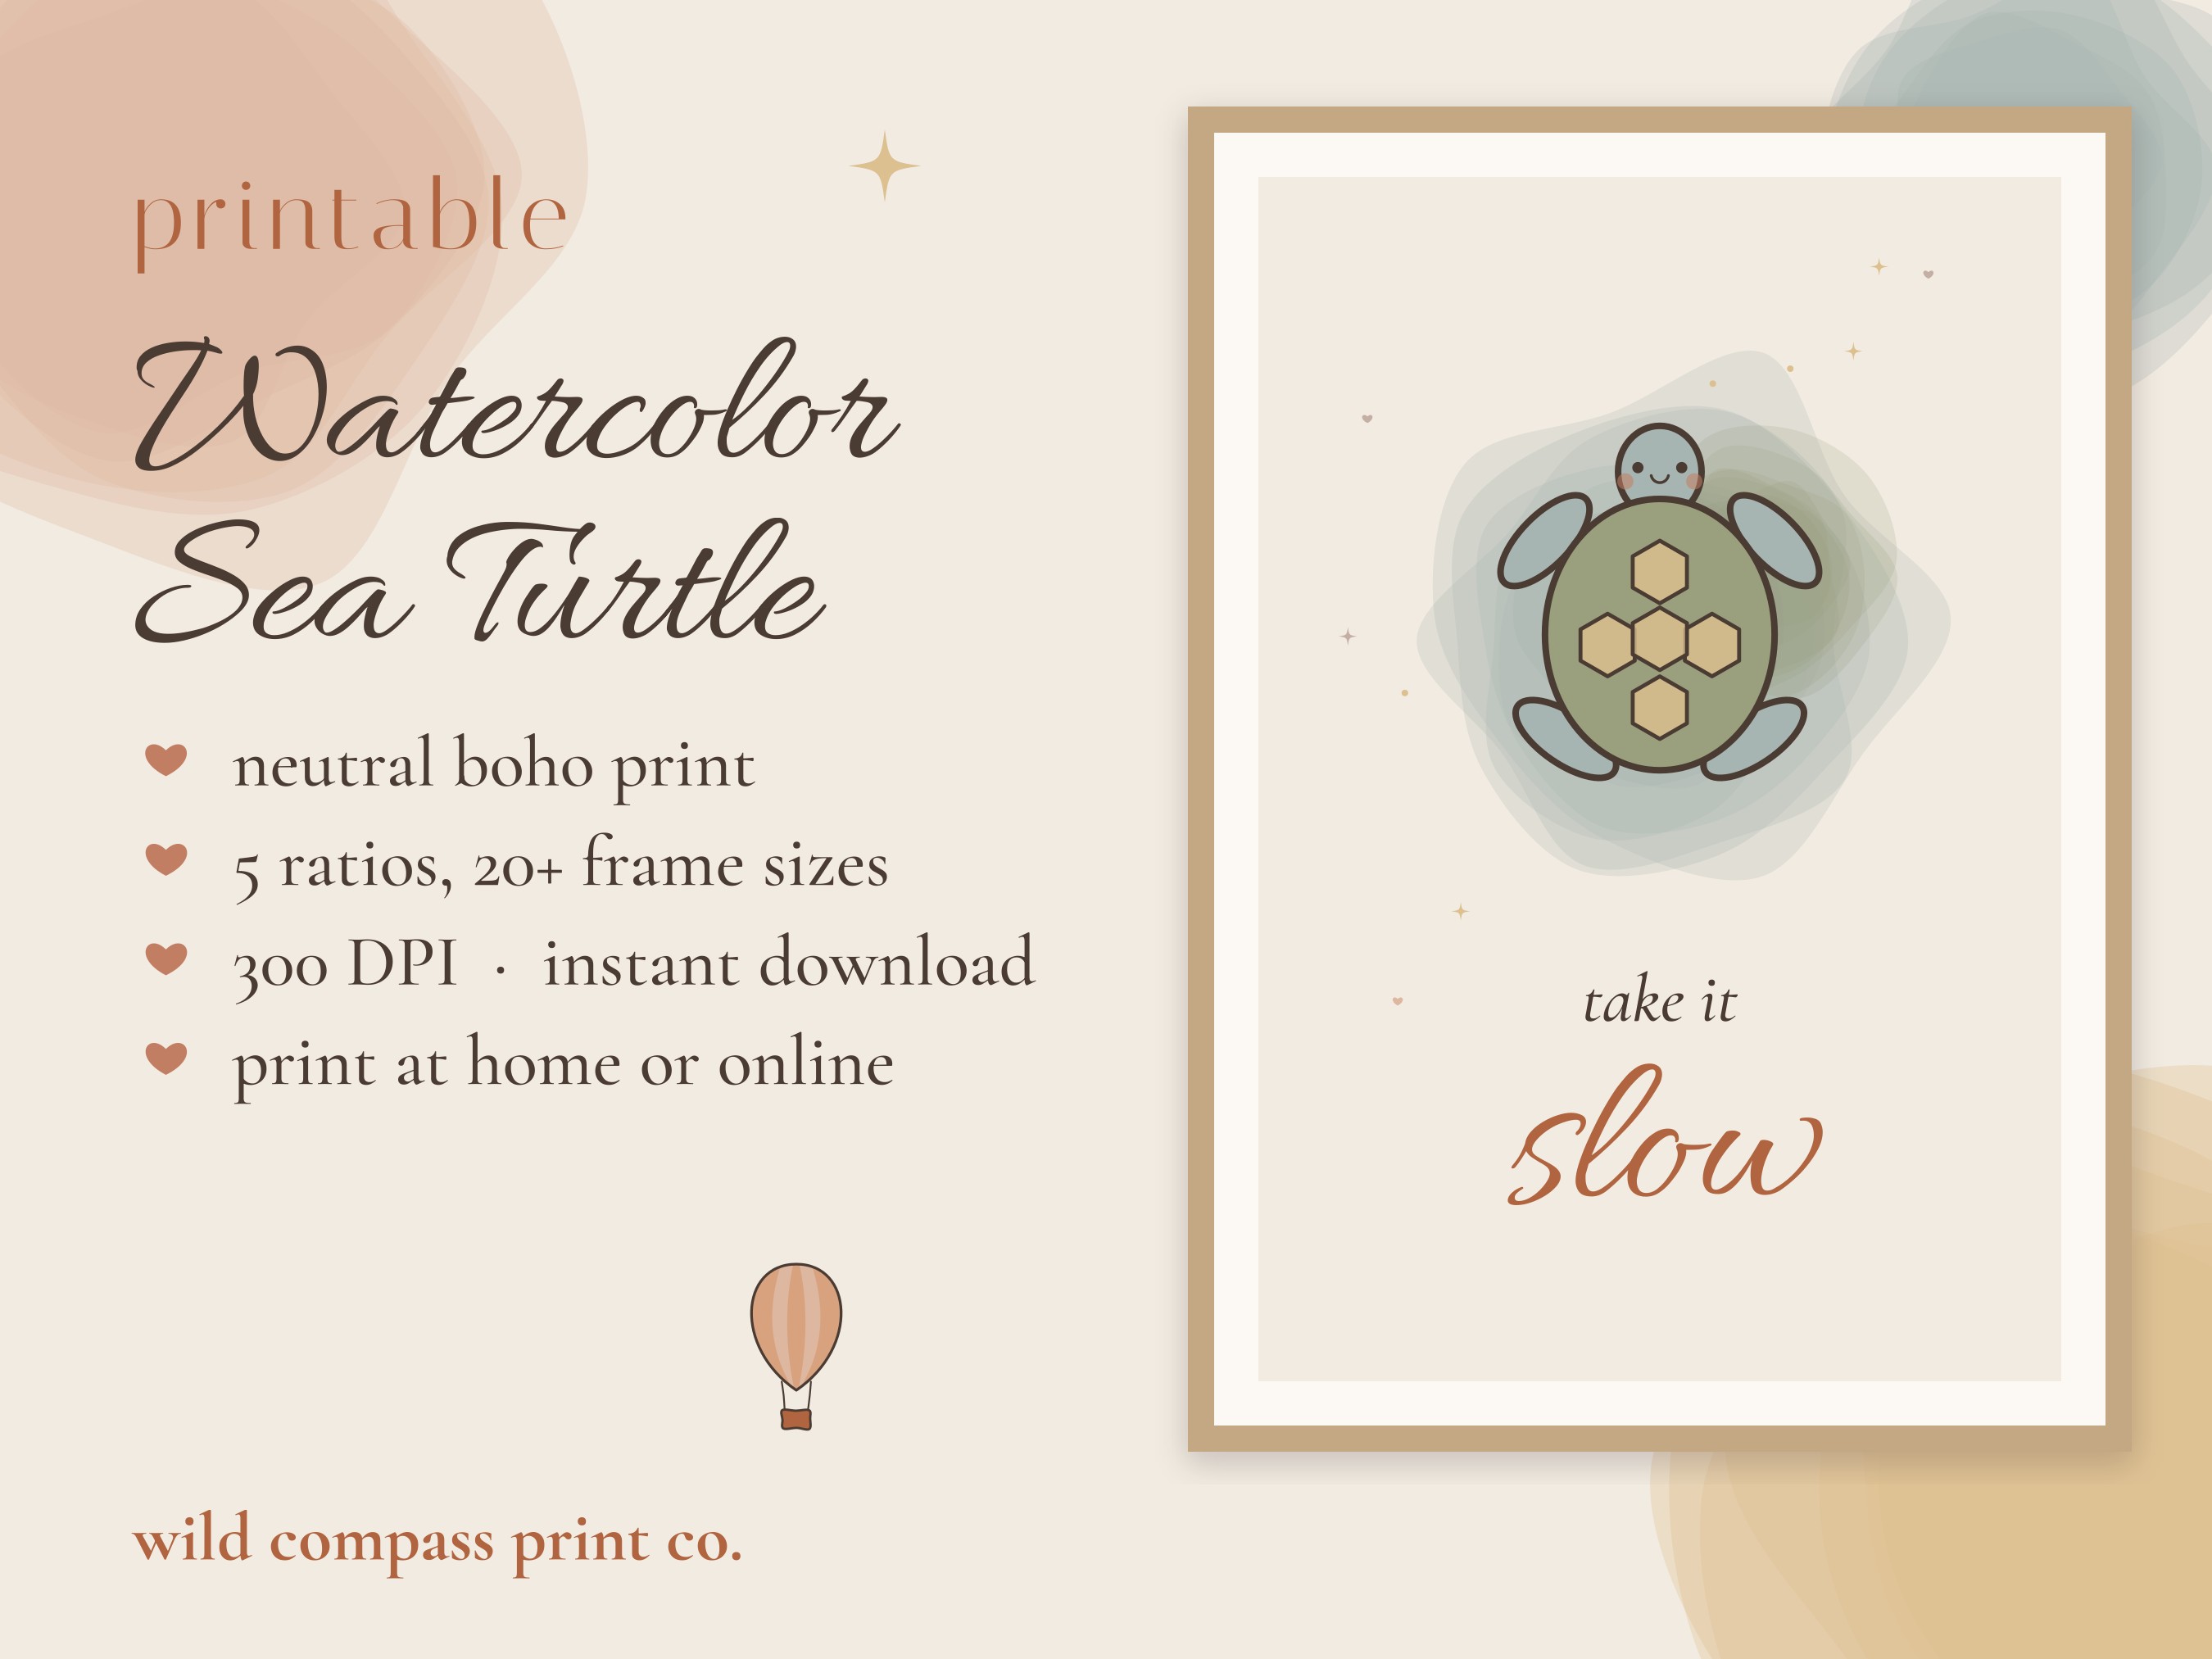 printable
Watercolor
Sea Turtle
neutral boho print
5 ratios, 20+ frame sizes
300 DPI · instant download
print at home or online
wild compass print co.
take it
slow